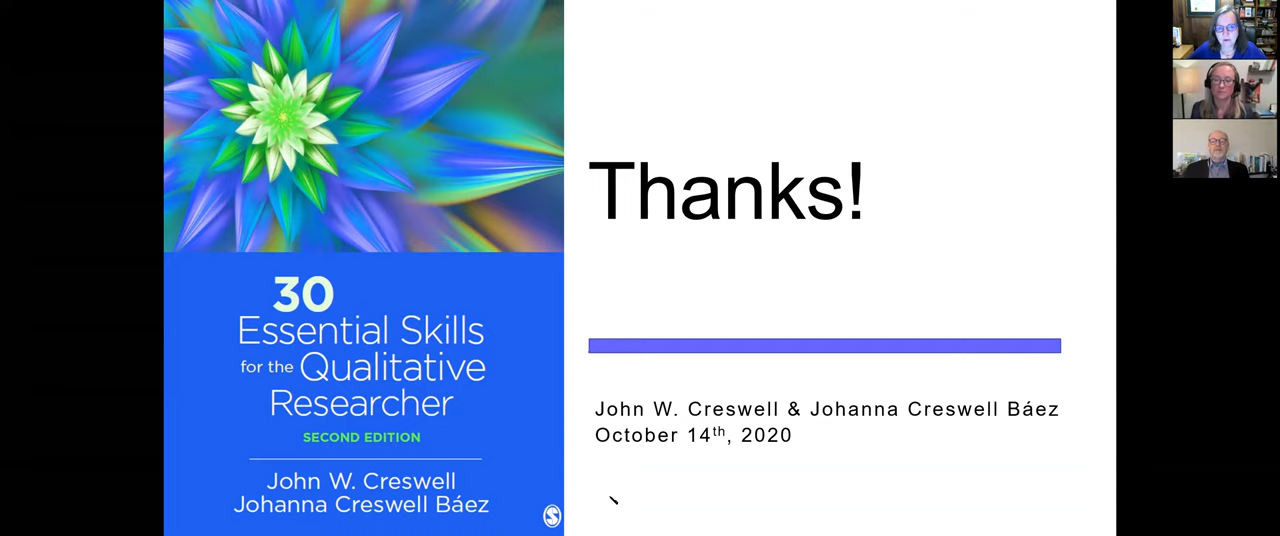 30
Essential Skills
for the Qualitative
Researcher
SECOND EDITION
John W. Creswell
Johanna Creswell Báez
S
Thanks!
John W. Creswell & Johanna Creswell Báez
October 14th, 2020